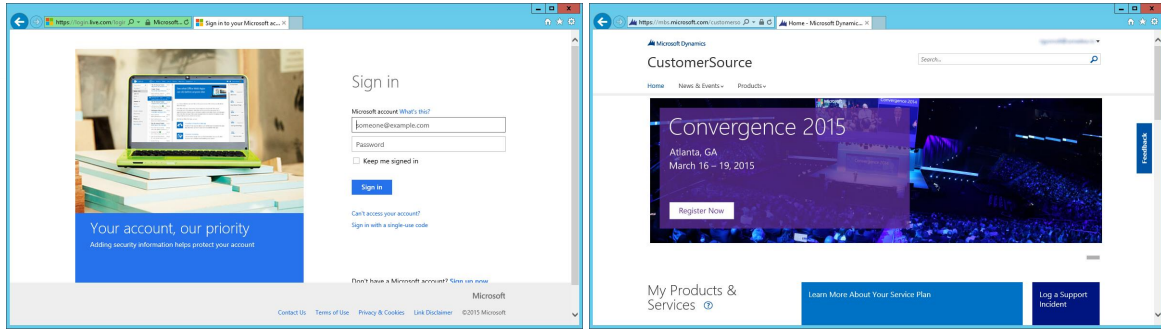 https://login.live.com/login
Microsoft...
Sign in to your Microsoft ac...
Sign in
Microsoft account What's this?
someone@example.com
Password
Keep me signed in
Sign in
Can't access your account?
Sign in with a single-use code
Your account, our priority
Adding security information helps protect your account
Don't have a Microsoft account? Sign up now
Microsoft
Contact Us Terms of Use Privacy & Cookies Link Disclaimer ©2015 Microsoft
https://mbs.microsoft.com/customerso
Home - Microsoft Dynamic...
Microsoft Dynamics
CustomerSource
Search...
Home News & Events Products
Convergence 2015
Atlanta, GA
March 16 – 19, 2015
Register Now
Feedback
My Products &
Services
Learn More About Your Service Plan
Log a Support
Incident